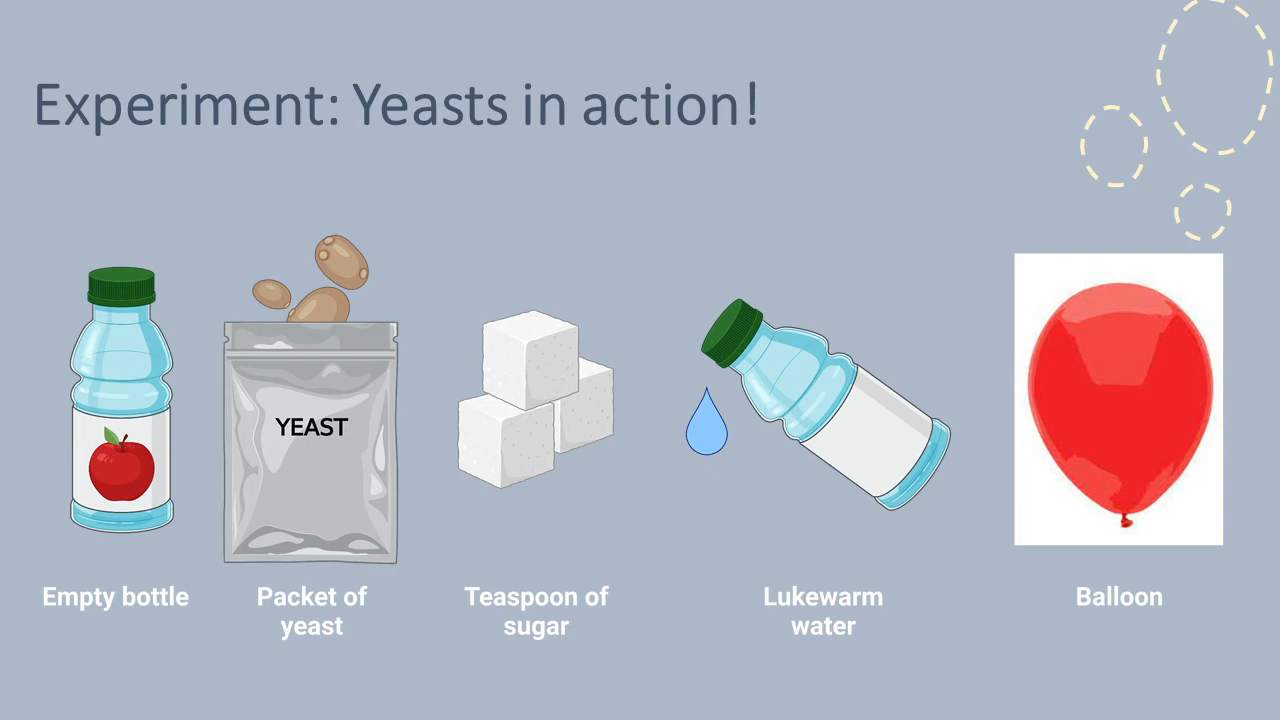 Experiment: Yeasts in action!
YEAST
Empty bottle
Packet of
yeast
Teaspoon of
sugar
Lukewarm
water
Balloon